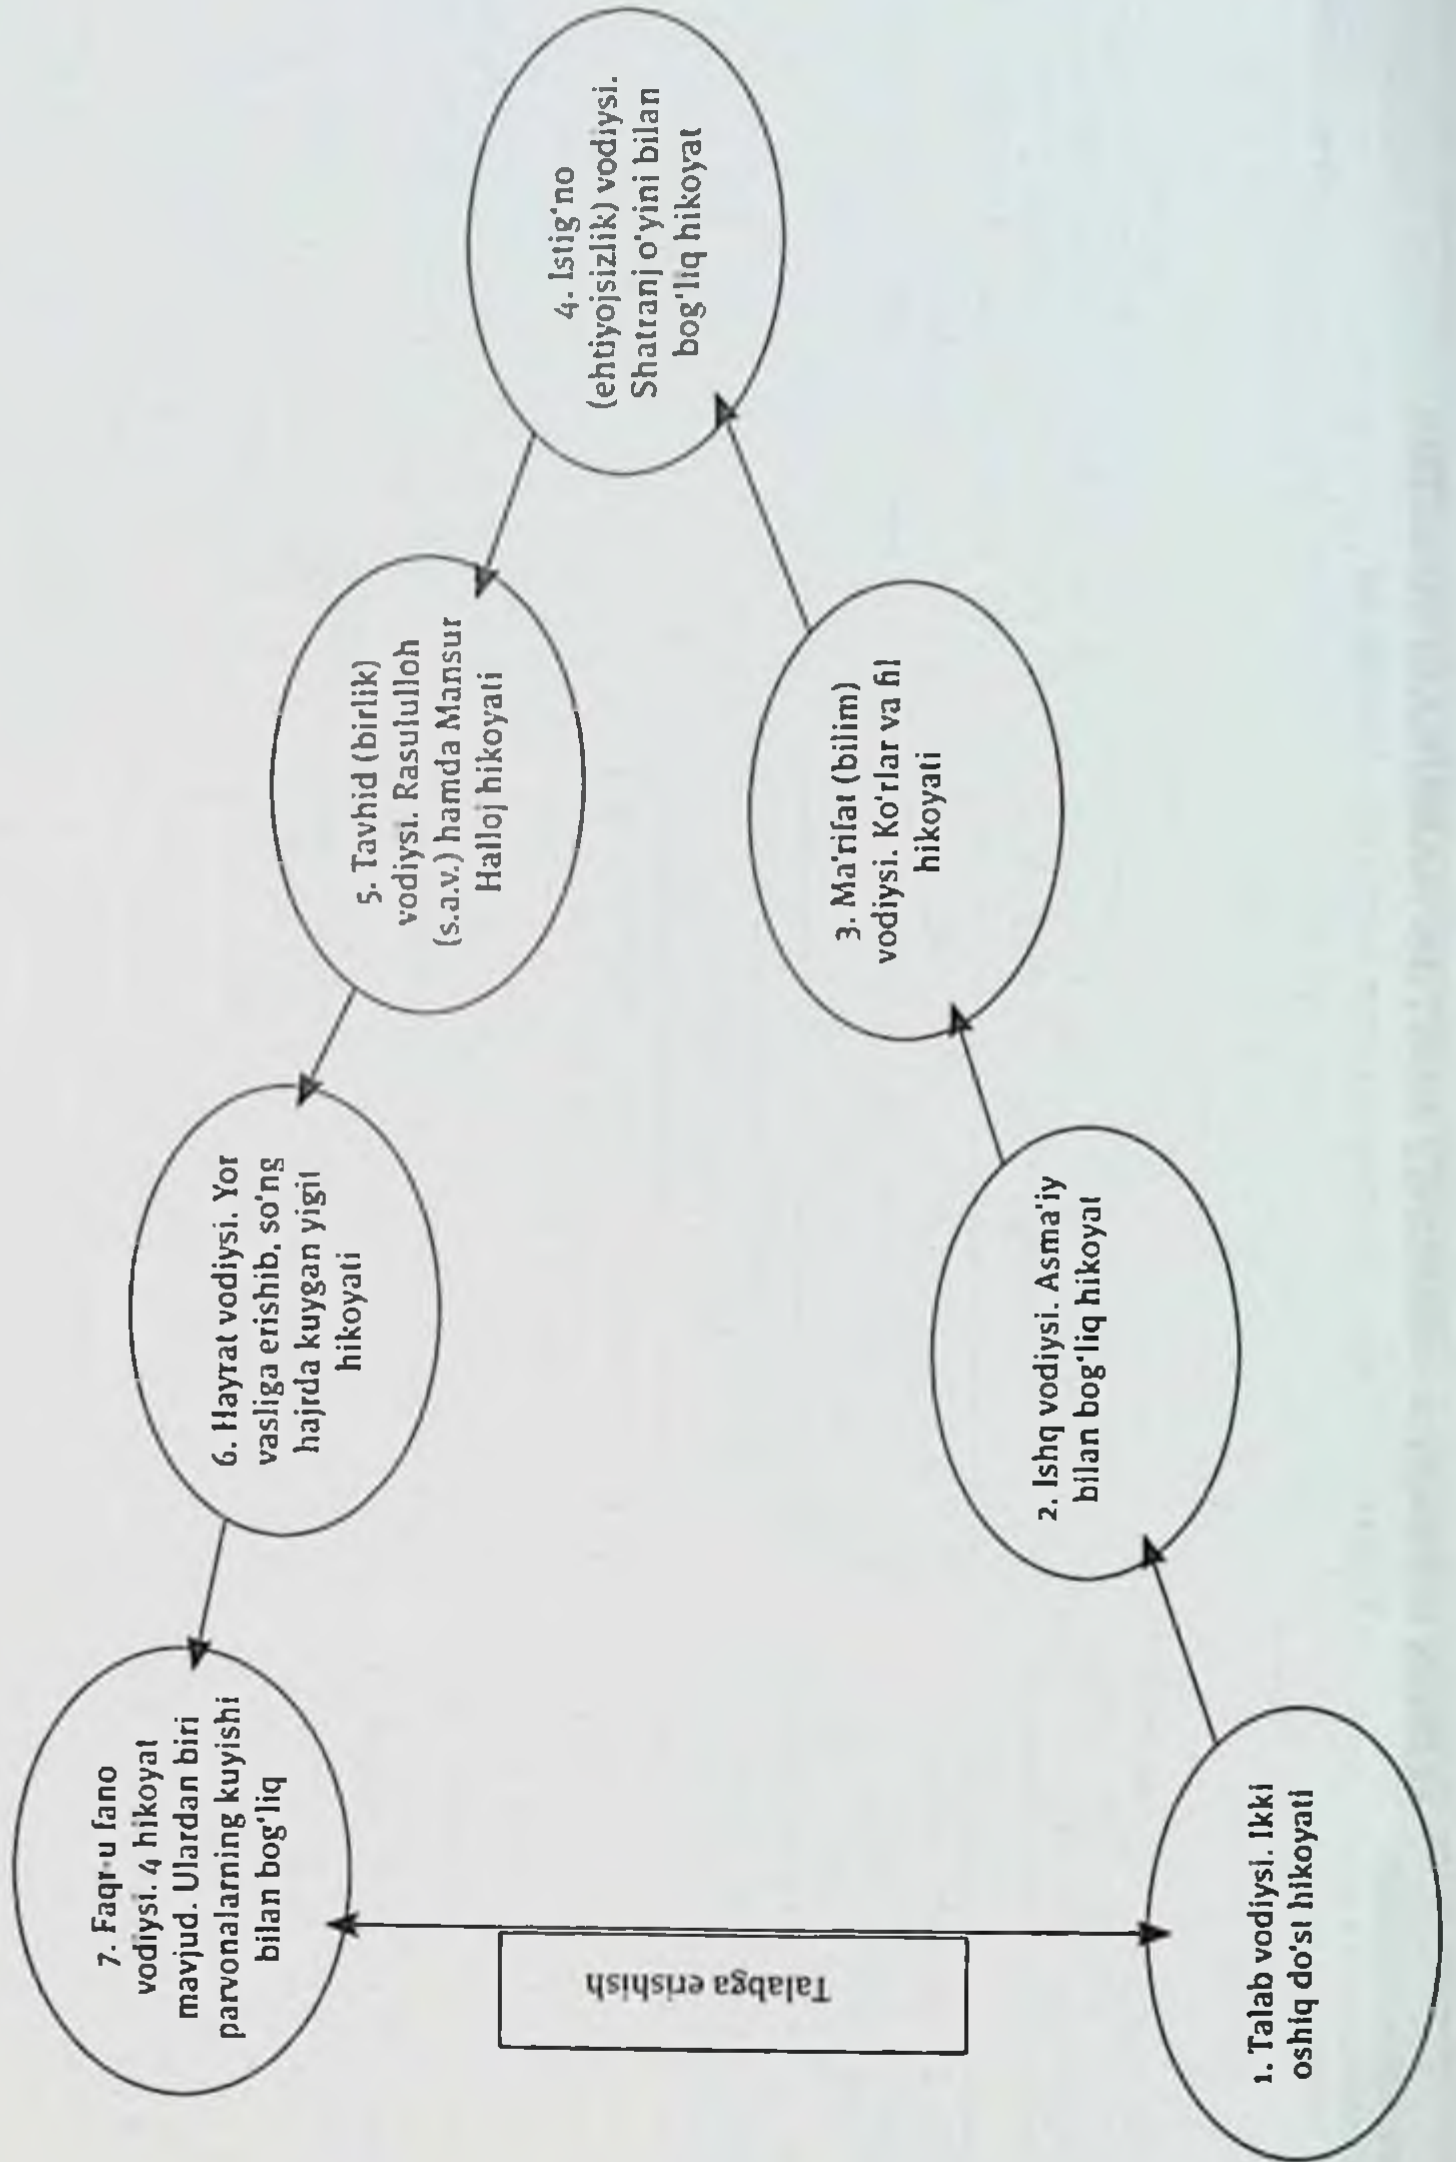 1. Talab vodiysi. Ikki
oshiq do'st hikoyati
2. Ishq vodiysi. Asma'iy
bilan bog'liq hikoyat
3. Ma'rifat (bilim)
vodiysi. Ko'rlar va fil
hikoyati
4. Istig'no
(ehtiyojsizlik) vodiysi.
Shatranj o'yini bilan
bog'liq hikoyat
5. Tavhid (birlik)
vodiysi. Rasululloh
(s.a.v.) hamda Mansur
Halloj hikoyati
6. Hayrat vodiysi. Yor
vasliga erishib, so'ng
hajrda kuygan yigit
hikoyati
7. Faqr-u fano
vodiysi. 4 hikoyat
mavjud. Ulardan biri
parvonalarning kuyishi
bilan bog'liq
Talabga erishish